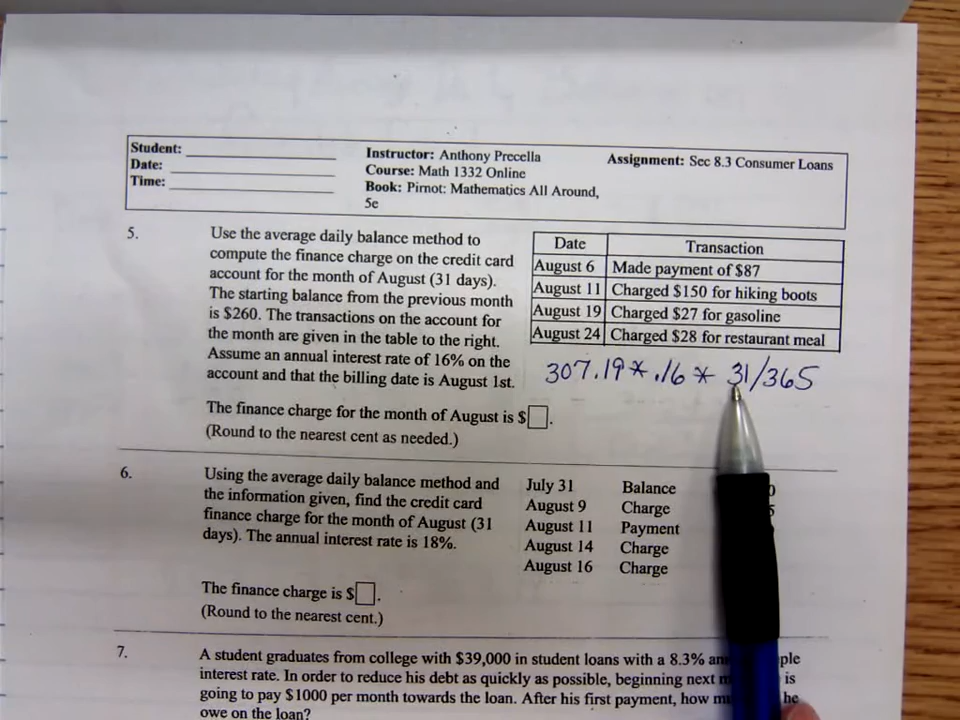 Student:
Date:
Time:
Instructor: Anthony Precella
Course: Math 1332 Online
Book: Pirnot: Mathematics All Around,
5e
Assignment: Sec 8.3 Consumer Loans
5.
Use the average daily balance method to
compute the finance charge on the credit card
account for the month of August (31 days).
The starting balance from the previous month
is $260. The transactions on the account for
the month are given in the table to the right.
Assume an annual interest rate of 16% on the
account and that the billing date is August 1st.
Date Transaction
August 6 Made payment of $87
August 11 Charged $150 for hiking boots
August 19 Charged $27 for gasoline
August 24 Charged $28 for restaurant meal
307.19 * .16 * 31/365
The finance charge for the month of August is $ .
(Round to the nearest cent as needed.)
6.
Using the average daily balance method and
the information given, find the credit card
finance charge for the month of August (31
days). The annual interest rate is 18%.
July 31 Balance
August 9 Charge
August 11 Payment
August 14 Charge
August 16 Charge
The finance charge is $ .
(Round to the nearest cent.)
7.
A student graduates from college with $39,000 in student loans with a 8.3%
interest rate. In order to reduce his debt as quickly as possible, beginning next is
going to pay $1000 per month towards the loan. After his first payment, how he
owe on the loan?